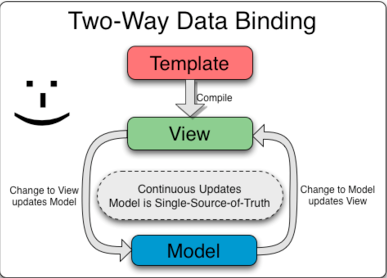 Two-Way Data Binding
Template
Compile
View
Change to View
updates Model
Continuous Updates
Model is Single-Source-of-Truth
Change to Model
updates View
Model